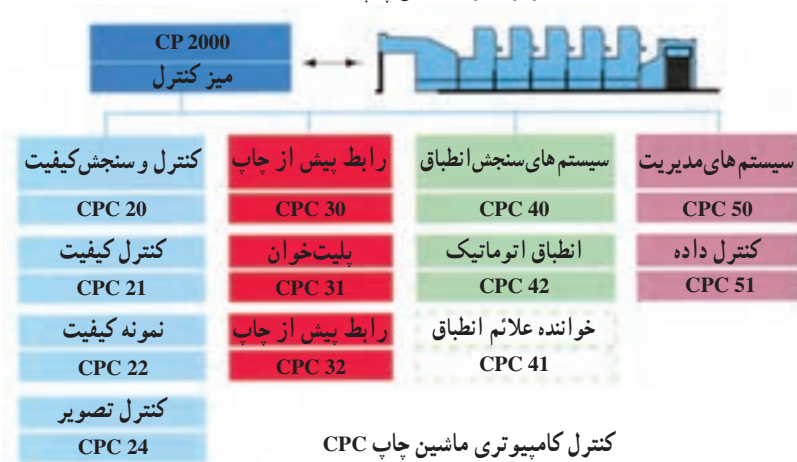 CP 2000
میز کنترل
کنترل و سنجش کیفیت
CPC 20
کنترل کیفیت
CPC 21
نمونه کیفیت
CPC 22
کنترل تصویر
CPC 24
رابط پیش از چاپ
CPC 30
پلیت‌خوان
CPC 31
رابط پیش از چاپ
CPC 32
سیستم های سنجش انطباق
CPC 40
انطباق اتوماتیک
CPC 42
خواننده علائم انطباق
CPC 41
سیستم های مدیریت
CPC 50
کنترل داده
CPC 51
کنترل کامپیوتری ماشین چاپ CPC